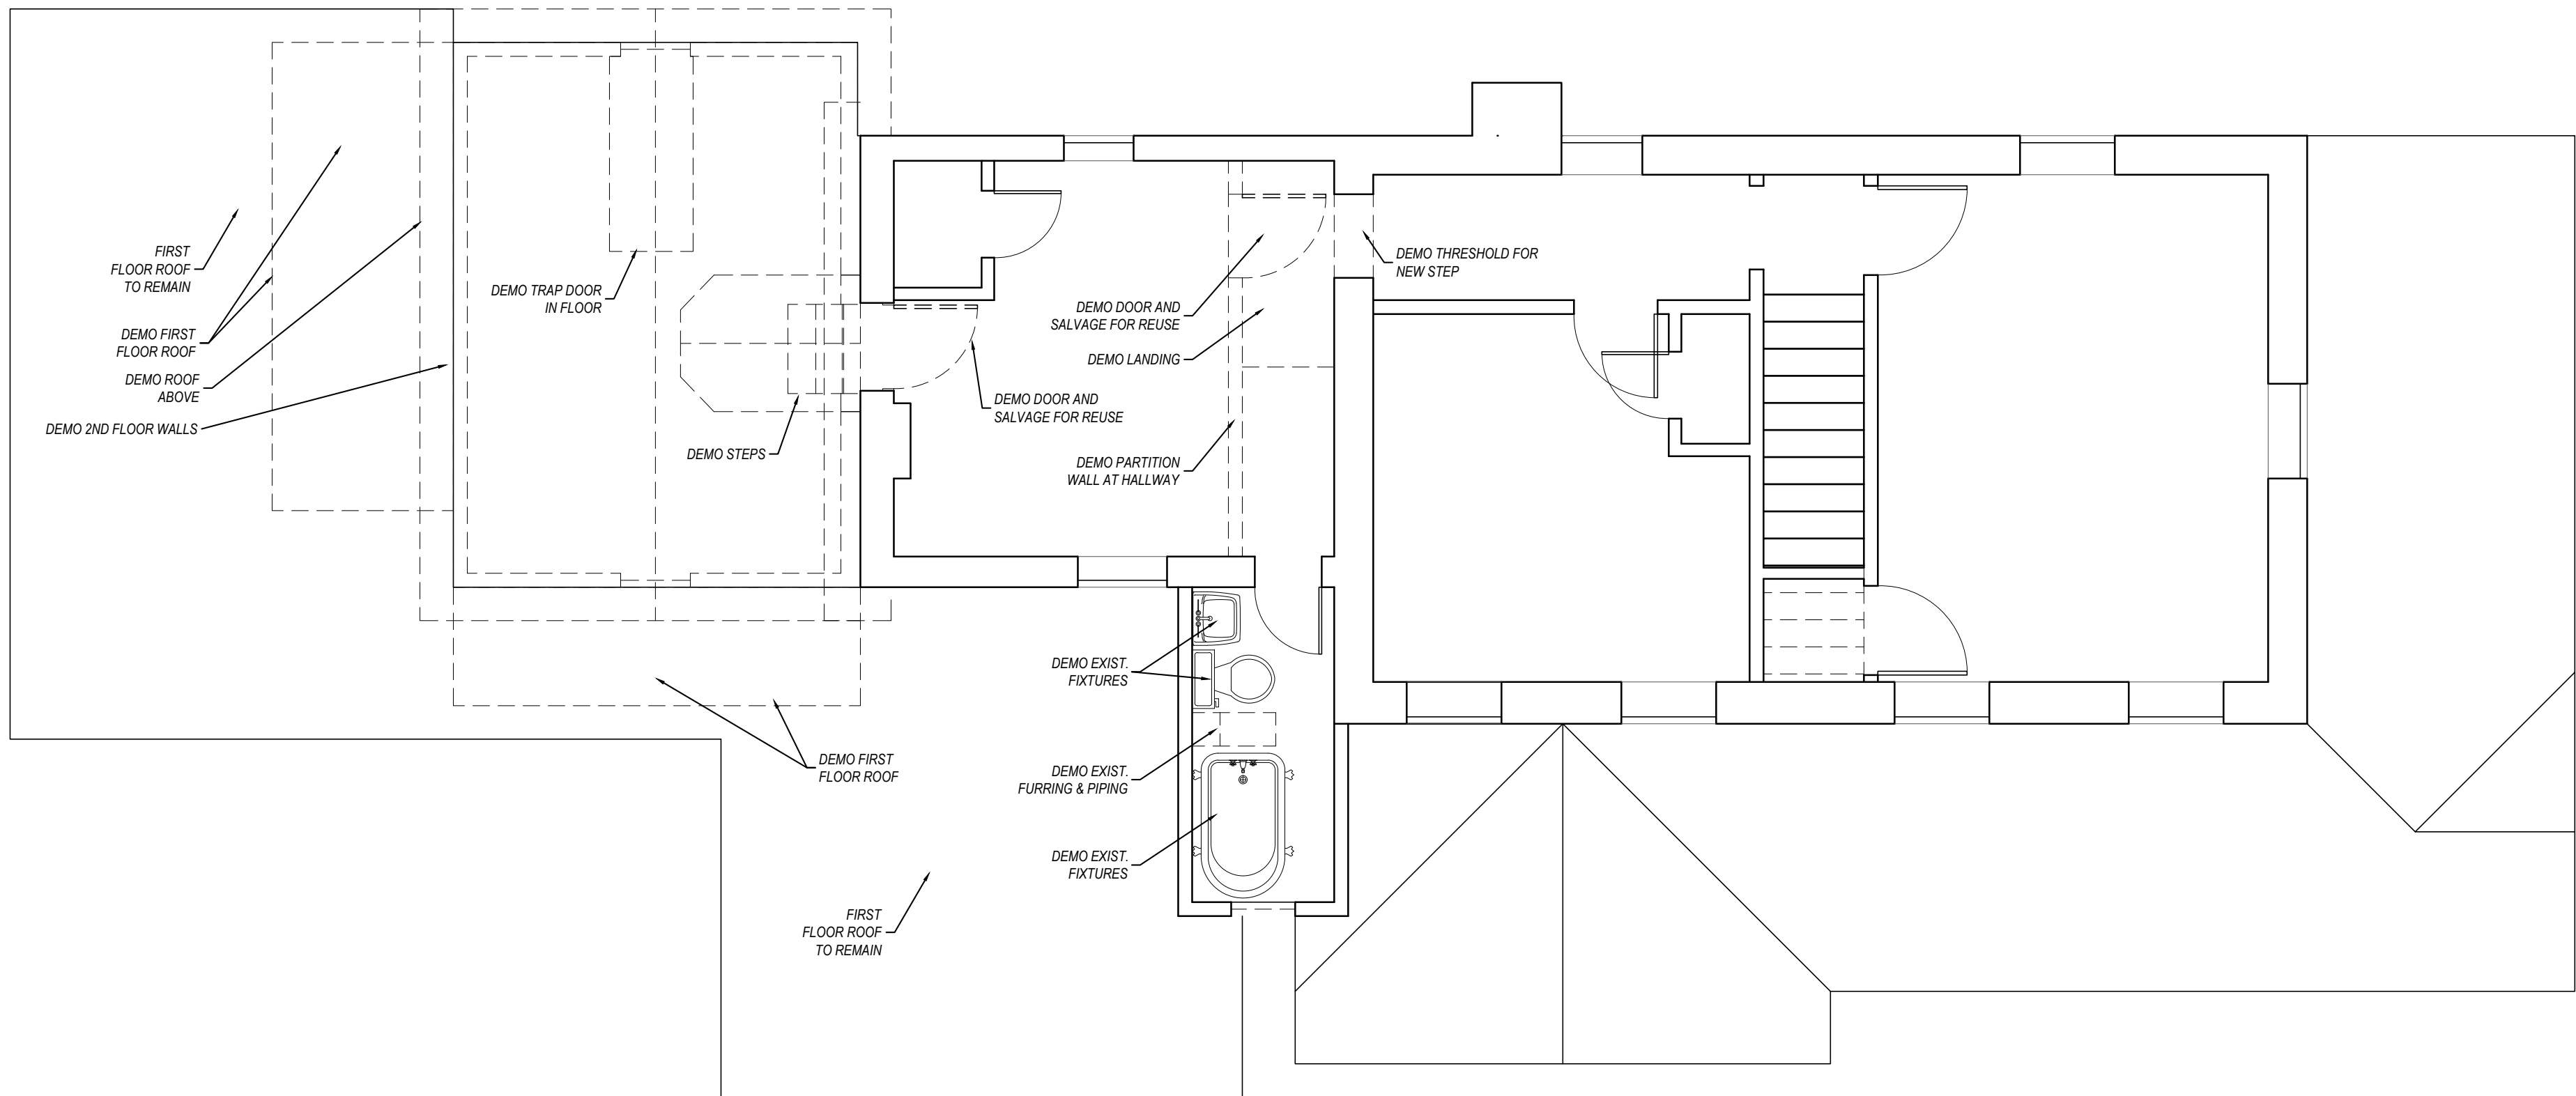 FIRST
FLOOR ROOF
TO REMAIN
DEMO FIRST
FLOOR ROOF
DEMO ROOF
ABOVE
DEMO 2ND FLOOR WALLS
DEMO TRAP DOOR
IN FLOOR
DEMO STEPS
DEMO DOOR AND
SALVAGE FOR REUSE
DEMO DOOR AND
SALVAGE FOR REUSE
DEMO LANDING
DEMO PARTITION
WALL AT HALLWAY
DEMO THRESHOLD FOR
NEW STEP
DEMO EXIST.
FIXTURES
DEMO EXIST.
FURRING & PIPING
DEMO EXIST.
FIXTURES
DEMO FIRST
FLOOR ROOF
FIRST
FLOOR ROOF
TO REMAIN